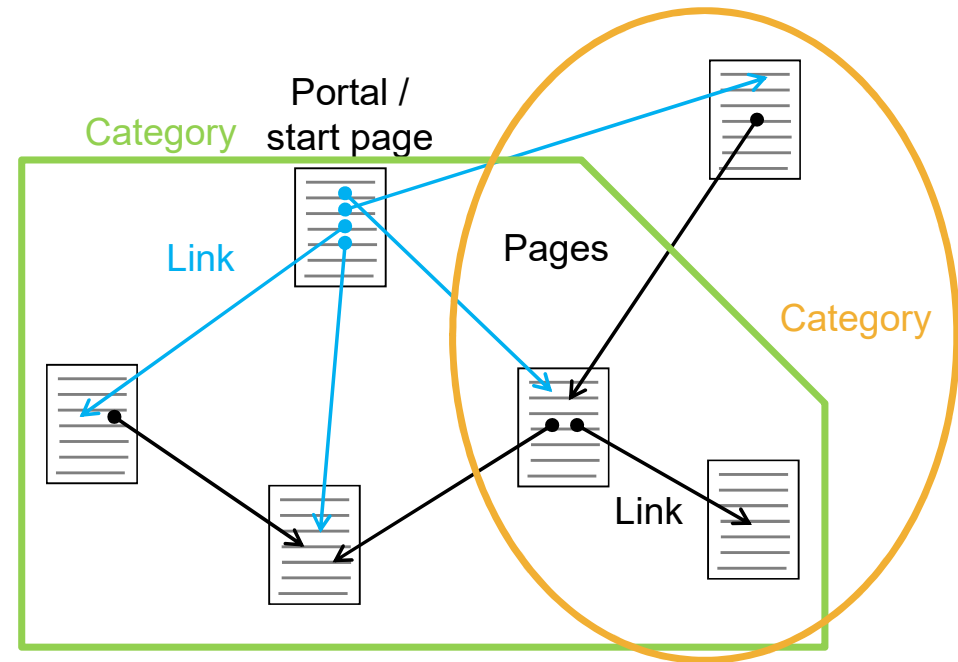 Portal /
start page
Category
Link
Pages
Category
Link